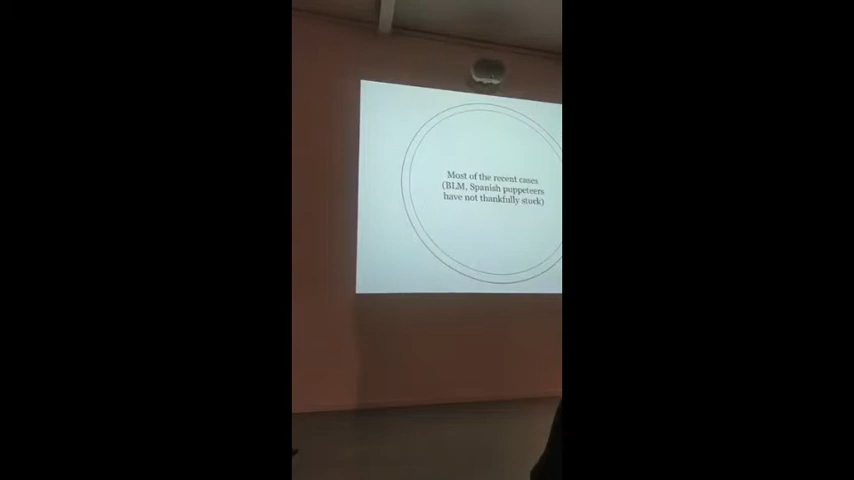 Most of the recent cases
(BLM, Spanish puppeteers
have not thankfully stuck)